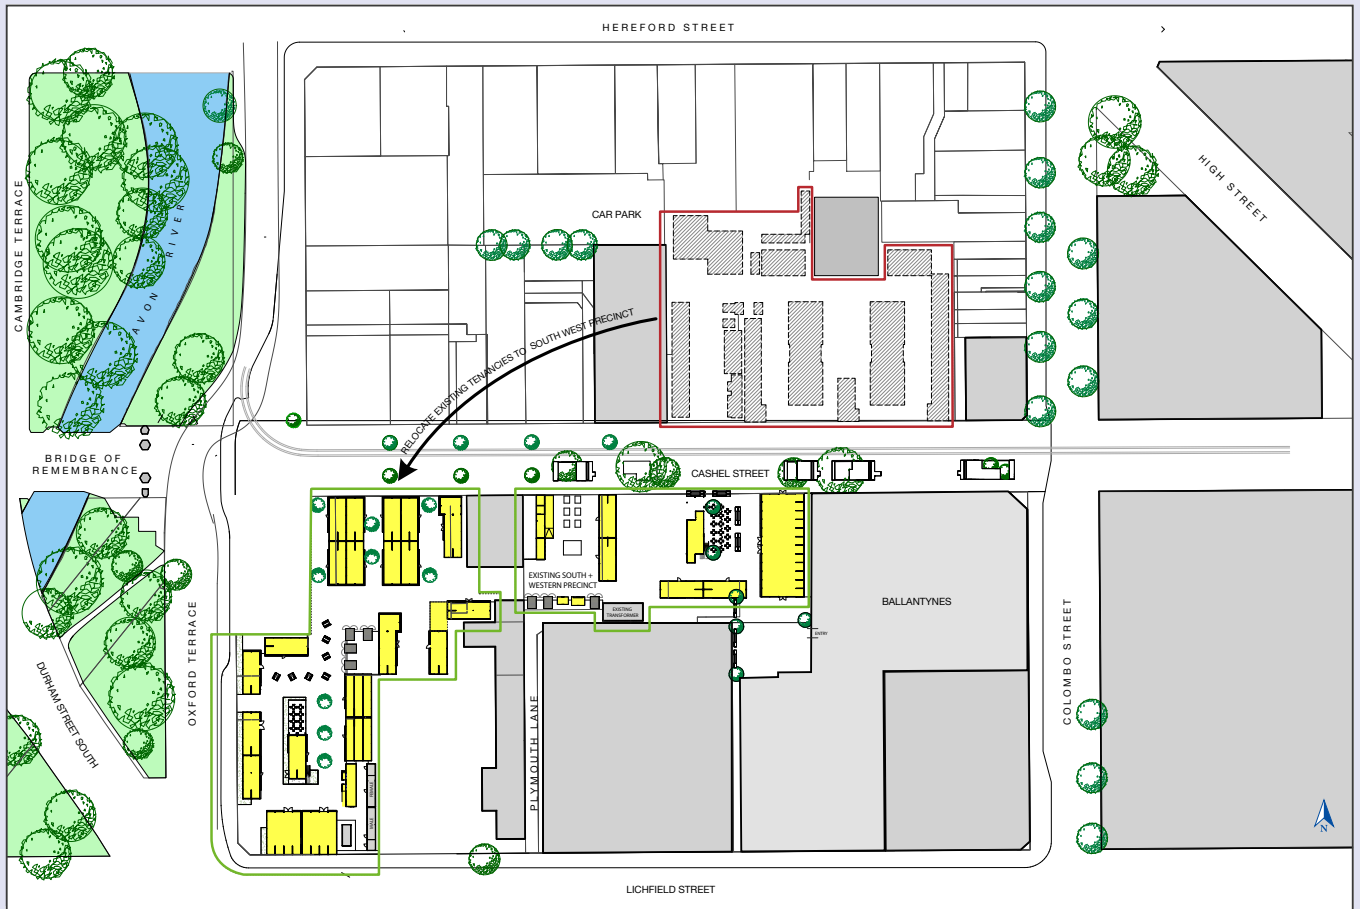 HEREFORD STREET
CAMBRIDGE TERRACE
AVON RIVER
CAR PARK
HIGH STREET
RELOCATE EXISTING TENANCIES TO SOUTH WEST PRECINCT
BRIDGE OF
REMEMBRANCE
CASHEL STREET
EXISTING SOUTH +
WESTERN PRECINCT
EXISTING
TRANSFORMER
BALLANTYNES
ENTRY
OXFORD TERRACE
DURHAM STREET SOUTH
PLYMOUTH LANE
COLOMBO STREET
FEMALE
MALE
N
LICHFIELD STREET